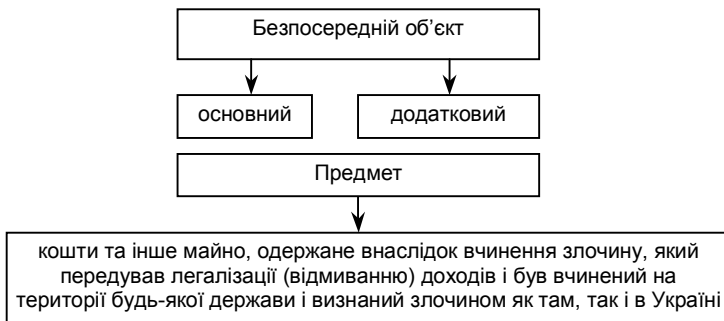 Безпосередній об’єкт
основний
додатковий
Предмет
кошти та інше майно, одержане внаслідок вчинення злочину, який
передував легалізації (відмиванню) доходів і був вчинений на
території будь-якої держави і визнаний злочином як там, так і в Україні